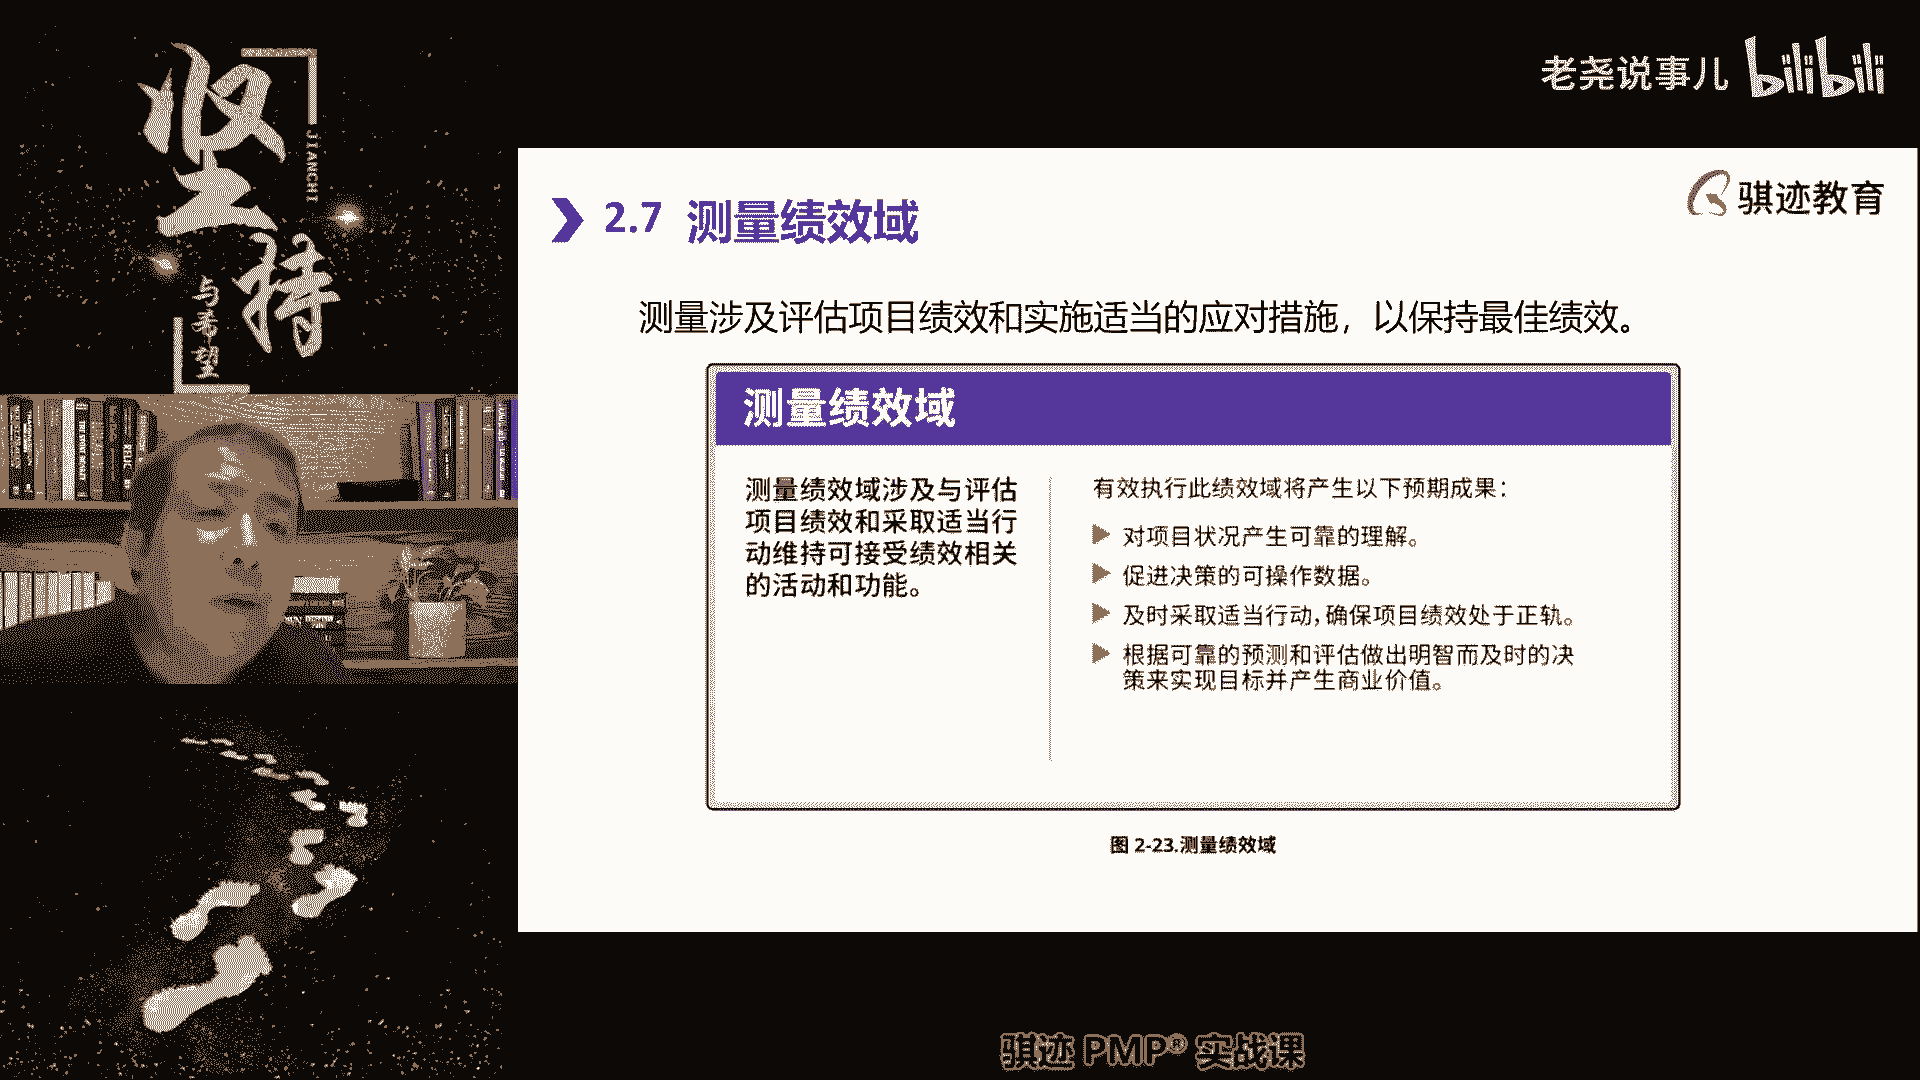 坚持
JIANCHI
与希望
老尧说事儿 bilibili
骐迹教育
2.7 测量绩效域
测量涉及评估项目绩效和实施适当的应对措施，以保持最佳绩效。
测量绩效域
测量绩效域涉及与评估
项目绩效和采取适当行
动维持可接受绩效相关
的活动和功能。
有效执行此绩效域将产生以下预期成果：
对项目状况产生可靠的理解。
促进决策的可操作数据。
及时采取适当行动，确保项目绩效处于正轨。
根据可靠的预测和评估做出明智而及时的决
策来实现目标并产生商业价值。
图 2-23.测量绩效域
骐迹 PMP® 实战课